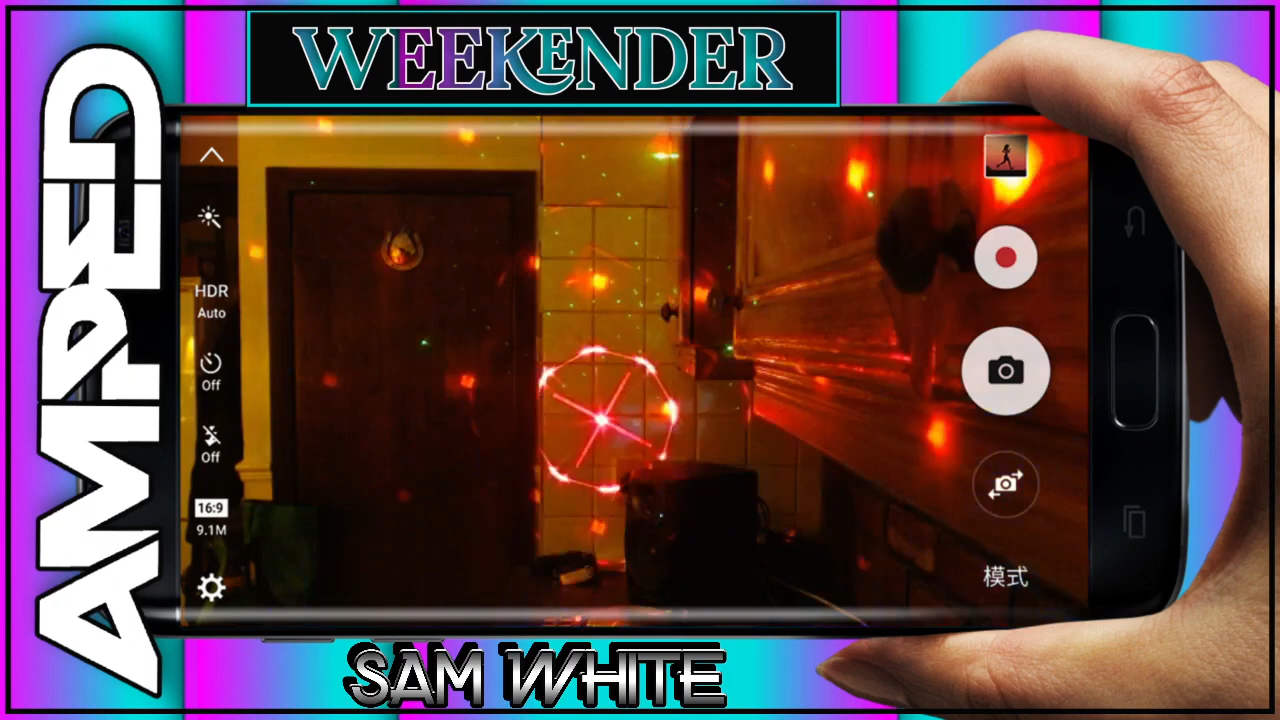 WEEKENDER
AMPED
HDR
Auto
Off
Off
16:9
9.1M
模式
SAM WHITE